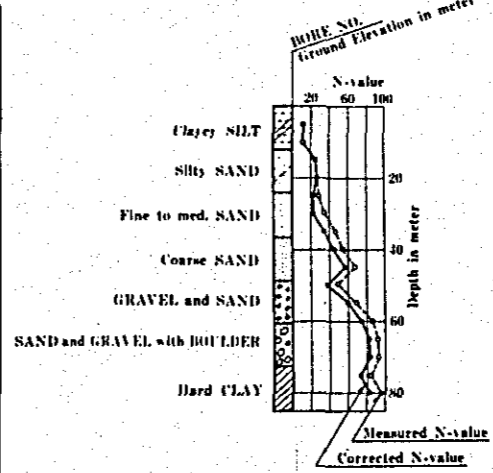 BORE NO.
Ground Elevation in meter
N-value
20 60 100
Clayey SILT
Silty SAND
20
Fine to med. SAND
40
Coarse SAND
Depth in meter
GRAVEL and SAND
60
SAND and GRAVEL with BOULDER
Hard CLAY
80
Measured N-value
Corrected N-value